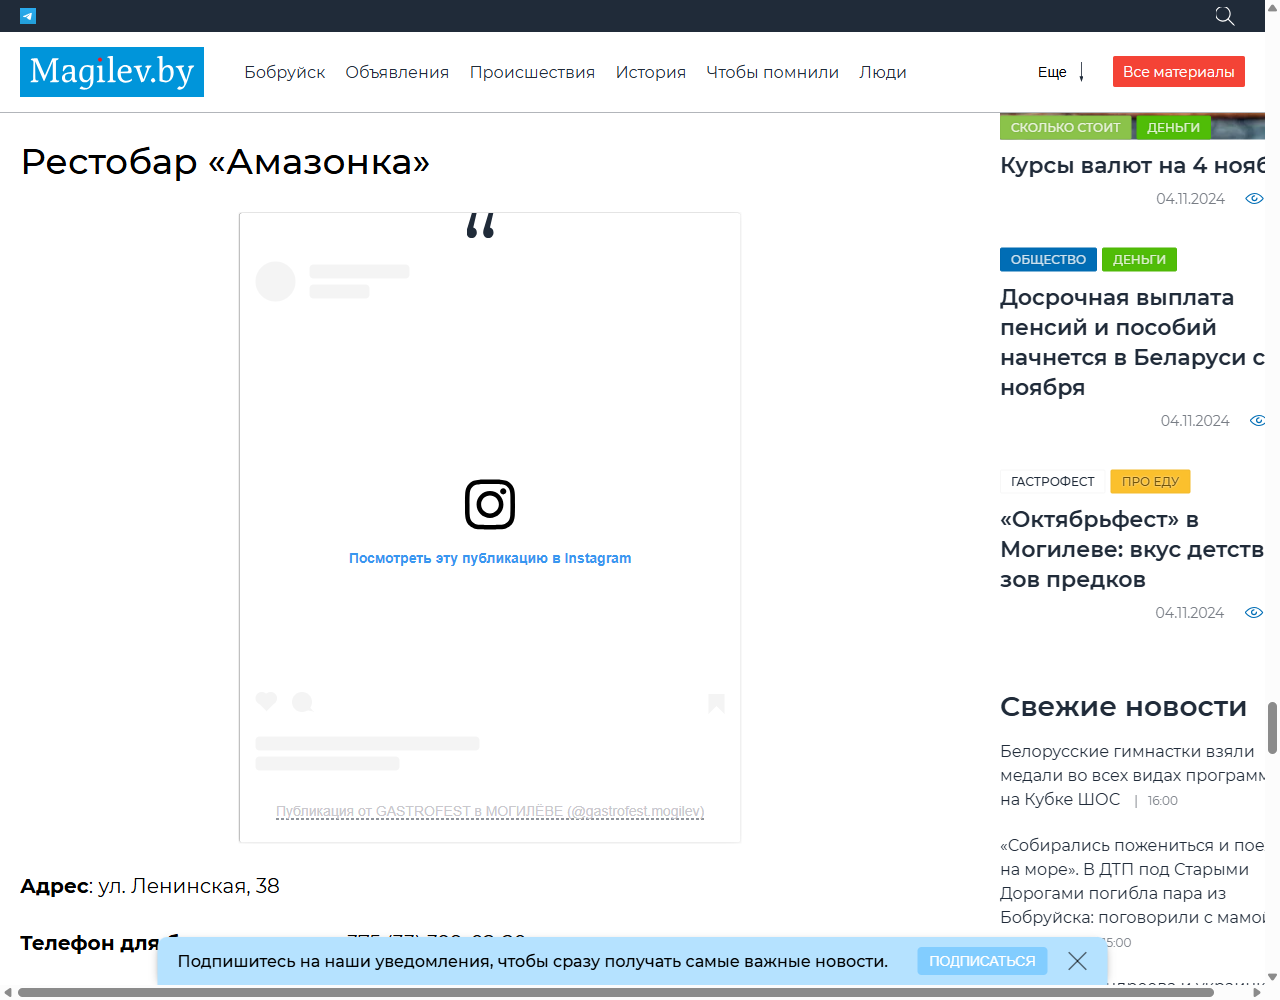 Magilev.by
Бобруйск
Объявления
Происшествия
История
Чтобы помнили
Люди
Еще
Все материалы
Рестобар «Амазонка»
Посмотреть эту публикацию в Instagram
Публикация от GASTROFEST в МОГИЛЁВЕ (@gastrofest.mogilev)
Адрес: ул. Ленинская, 38
Телефон для
СКОЛЬКО СТОИТ
ДЕНЬГИ
Курсы валют на 4 нояб
04.11.2024
ОБЩЕСТВО
ДЕНЬГИ
Досрочная выплата
пенсий и пособий
начнется в Беларуси с
ноября
04.11.2024
ГАСТРОФЕСТ
ПРО ЕДУ
«Октябрьфест» в
Могилеве: вкус детств
зов предков
04.11.2024
Свежие новости
Белорусские гимнастки взяли
медали во всех видах программ
на Кубке ШОС | 16:00
«Собирались пожениться и пое
на море». В ДТП под Старыми
Дорогами погибла пара из
Бобруйска: поговорили с мамой
Подпишитесь на наши уведомления, чтобы сразу получать самые важные новости.
ПОДПИСАТЬСЯ